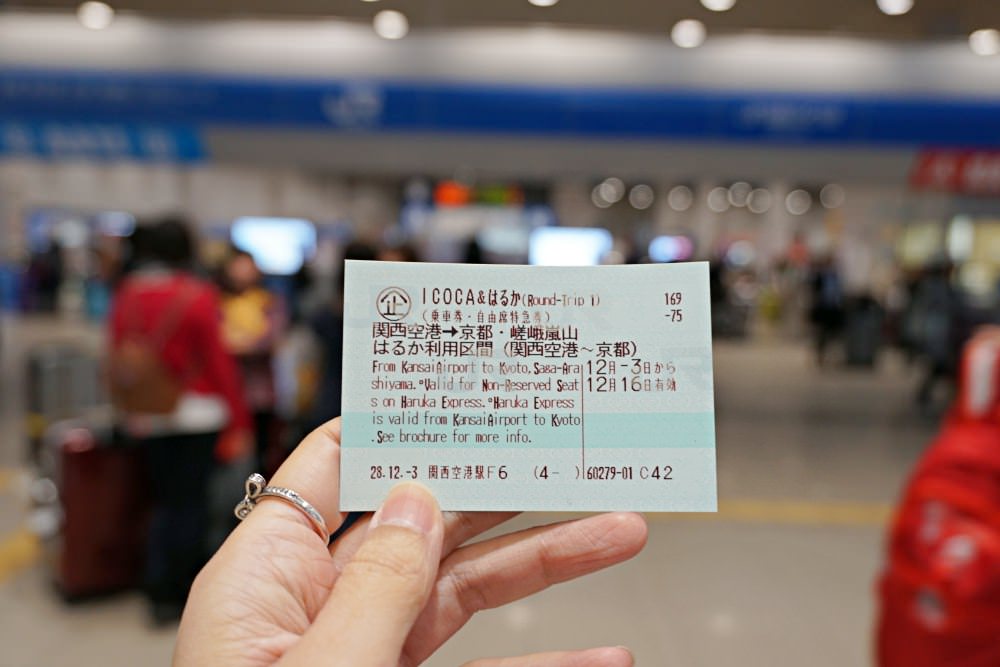 企 ICOCA&はるか(Round-Trip 1) 169
(乗車券・自由席特急券) -75
関西空港→京都・嵯峨嵐山
はるか利用区間 (関西空港~京都)
From KansaiAirport to Kyoto, Saga-Ara 12月-3日から
shiyama.*Valid for Non-Reserved Seat 12月16日有効
s on Haruka Express.*Haruka Express
is valid from KansaiAirport to Kyoto
.See brochure for more info.
28.12.-3 関西空港駅F6 (4- ) 60279-01 C42